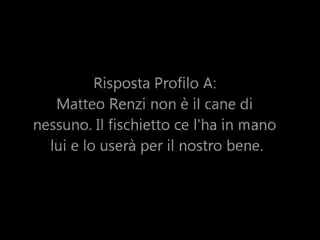 Risposta Profilo A:
Matteo Renzi non è il cane di
nessuno. Il fischietto ce l'ha in mano
lui e lo userà per il nostro bene.